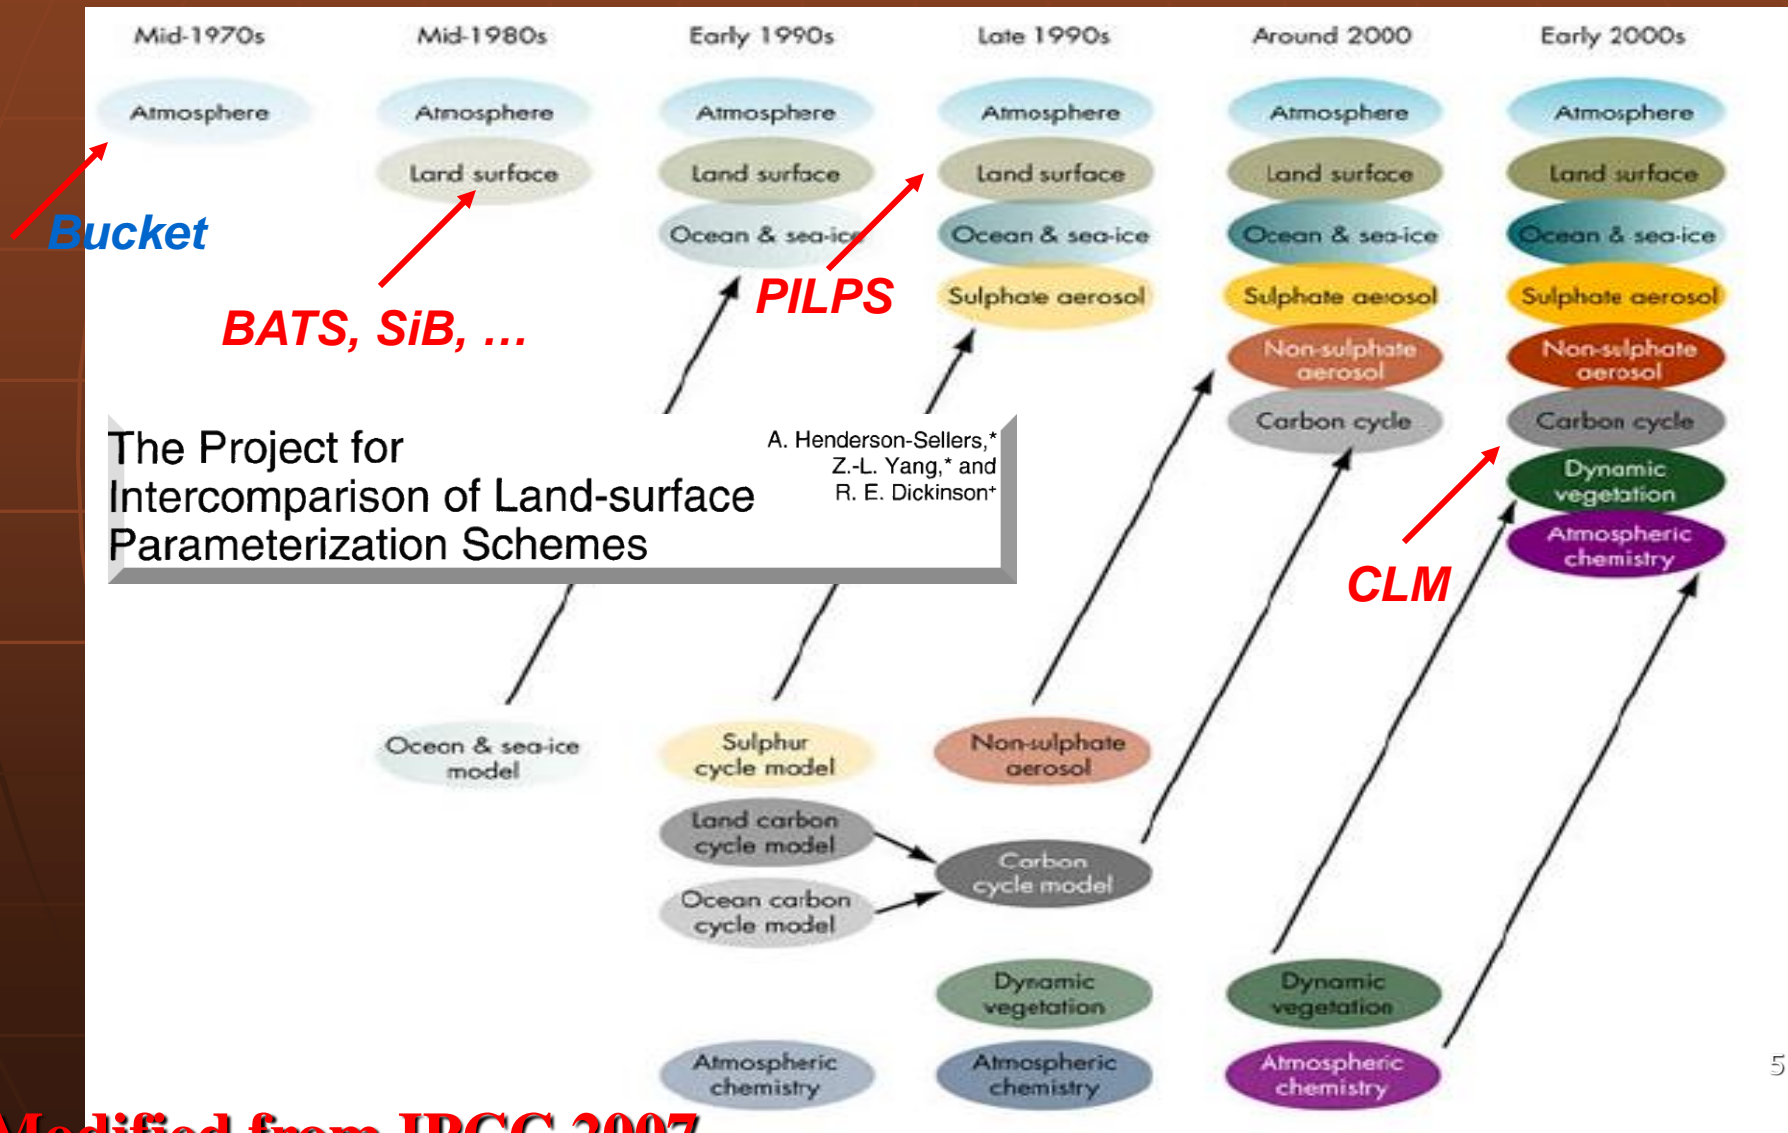 Mid-1970s
Mid-1980s
Early 1990s
Late 1990s
Around 2000
Early 2000s
Atmosphere
Atmosphere
Atmosphere
Atmosphere
Atmosphere
Atmosphere
Land surface
Land surface
Land surface
Land surface
Land surface
Bucket
Ocean & sea-ice
Ocean & sea-ice
Ocean & sea-ice
Ocean & sea-ice
BATS, SiB, …
PILPS
Sulphate aerosol
Sulphate aerosol
Sulphate aerosol
Non-sulphate
aerosol
Non-sulphate
aerosol
Carbon cycle
Carbon cycle
The Project for
Intercomparison of Land-surface
Parameterization Schemes
A. Henderson-Sellers,*
Z.-L. Yang,* and
R. E. Dickinson+
Dynamic
vegetation
Atmospheric
chemistry
CLM
Ocean & sea-ice
model
Sulphur
cycle model
Non-sulphate
aerosol
Land carbon
cycle model
Carbon
cycle model
Ocean carbon
cycle model
Dynamic
vegetation
Dynamic
vegetation
Atmospheric
chemistry
Atmospheric
chemistry
Atmospheric
chemistry
5
Modified from IPCC 2007